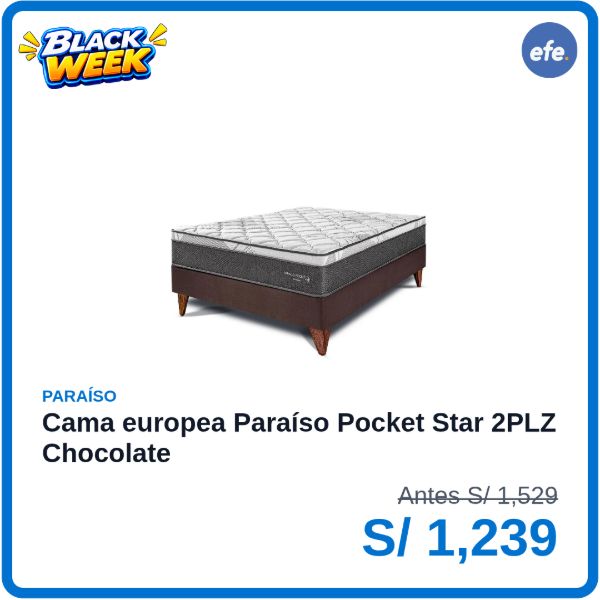 BLACK
WEEK
efe.
PARAÍSO
Cama europea Paraíso Pocket Star 2PLZ
Chocolate
Antes S/ 1,529
S/ 1,239